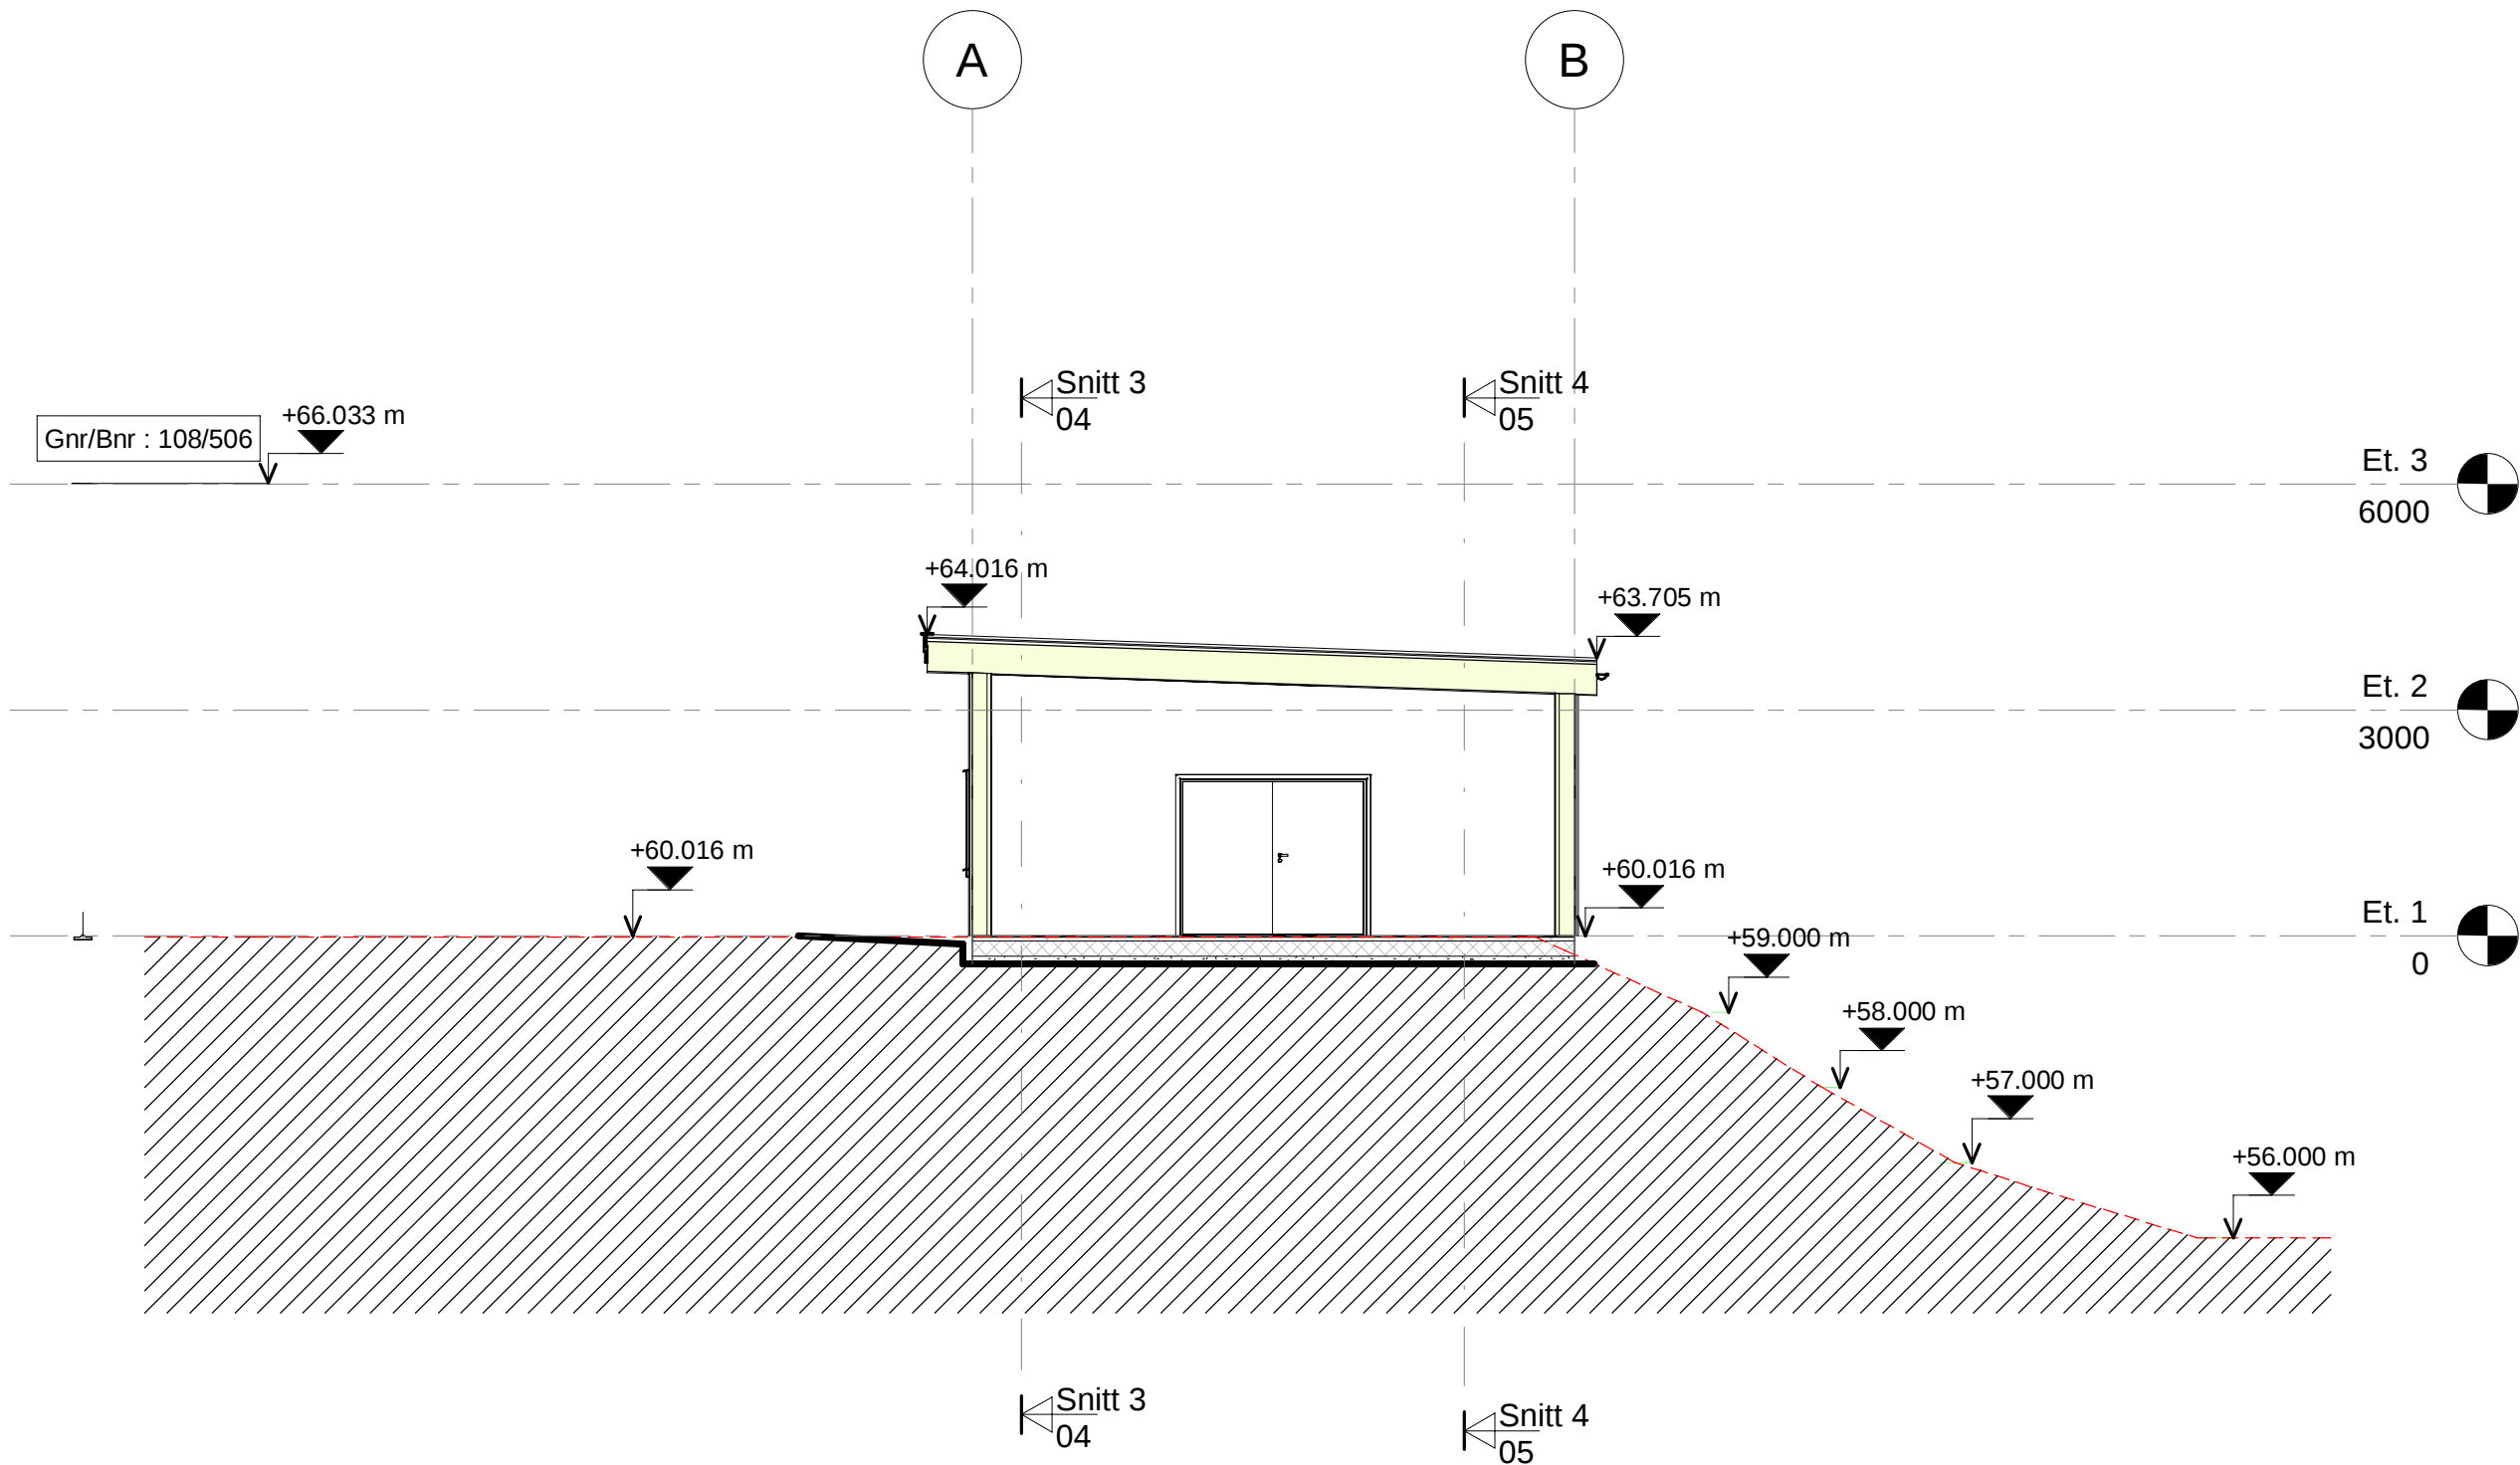 A
B
Snitt 3
04
Snitt 4
05
Gnr/Bnr : 108/506
+66.033 m
Et. 3
6000
+64.016 m
+63.705 m
Et. 2
3000
+60.016 m
+60.016 m
Et. 1
0
+59.000 m
+58.000 m
+57.000 m
+56.000 m
Snitt 3
04
Snitt 4
05